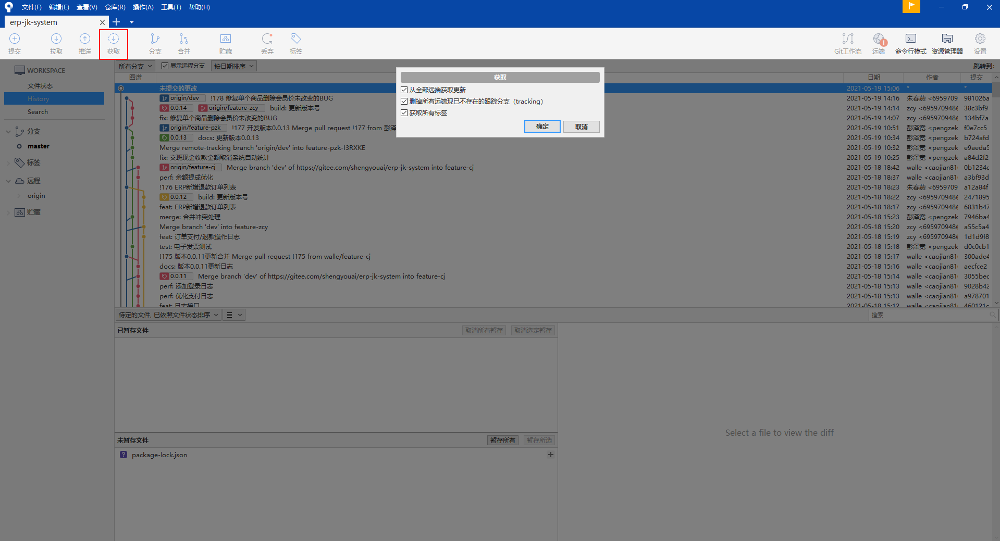 文件(F) 编辑(E) 查看(V) 仓库(R) 操作(A) 工具(T) 帮助(H)
erp-jk-system
提交 拉取 推送 获取 分支 合并 贮藏 丢弃 标签 Git工作流 远端 命令行模式 资源管理器 设置
WORKSPACE
文件状态
History
Search
分支
master
标签
远程
origin
贮藏
所有分支 显示远程分支 按日期排序 跳转到:
图谱 日期 作者 提交
未提交的更改 2021-05-19 15:06 * *
origin/dev !178 修复单个商品删除会员价未改变的BUG 2021-05-19 14:16 朱春燕 <6959709 981026a
0.0.14 origin/feature-zcy build: 更新版本号 2021-05-19 14:14 zcy <695970948( 38c3bf9
fix: 修复单个商品删除会员价未改变的BUG 2021-05-19 14:07 zcy <695970948( 134bf7a
origin/feature-pzk !177 开发版本0.0.13 Merge pull request !177 from 彭泽 2021-05-19 10:51 彭泽宽 <pengzek f0e7cc5
0.0.13 docs: 更新版本0.0.13 2021-05-19 10:34 彭泽宽 <pengzek b724afd
Merge remote-tracking branch 'origin/dev' into feature-pzk-I3RXKE 2021-05-19 10:32 彭泽宽 <pengzek e9aeda5
fix: 交班现金收款金额取消系统自动统计 2021-05-19 10:25 彭泽宽 <pengzek a84d2f2
origin/feature-cj Merge branch 'dev' of https://gitee.com/shengyouai/erp-jk-system into feature-cj 2021-05-18 18:42 walle <caojian81 0b1234c
perf: 余额提成优化 2021-05-18 18:37 walle <caojian81 a3bf93d
!176 ERP新增退款订单列表 2021-05-18 18:23 朱春燕 <6959709 a12a84f
0.0.12 build: 更新版本号 2021-05-18 18:22 zcy <695970948( 2471895
feat: ERP新增退款订单列表 2021-05-18 18:17 zcy <695970948( 6831b47
merge: 合并冲突处理 2021-05-18 15:23 彭泽宽 <pengzek 7946ba4
Merge branch 'dev' into feature-zcy 2021-05-18 15:20 zcy <695970948( a55c5a4
feat: 订单支付/退款操作日志 2021-05-18 15:19 zcy <695970948( 1d1d9f8
test: 电子发票测试 2021-05-18 15:18 彭泽宽 <pengzek d0c0cb1
!175 版本0.0.11更新合并 Merge pull request !175 from walle/feature-cj 2021-05-18 15:17 walle <caojian81 300ade4
docs: 版本0.0.11更新日志 2021-05-18 15:16 walle <caojian81 aecfce2
0.0.11 Merge branch 'dev' of https://gitee.com/shengyouai/erp-jk-system into feature-cj 2021-05-18 15:14 walle <caojian81 3055bec
perf: 添加登录日志 2021-05-18 15:13 walle <caojian81 9028b42
perf: 优化支付日志 2021-05-18 15:13 walle <caojian81 a978701
feat: 日志接口 2021-05-18 15:12 walle <caojian81 460121c
获取
从全部远端获取更新
删掉所有远端现已不存在的跟踪分支（tracking）
获取所有标签
确定 取消
待定的文件, 已依照文件状态排序 搜索
已暂存文件 取消所有暂存 取消选定暂存
未暂存文件 暂存所有 暂存所选
package-lock.json
Select a file to view the diff